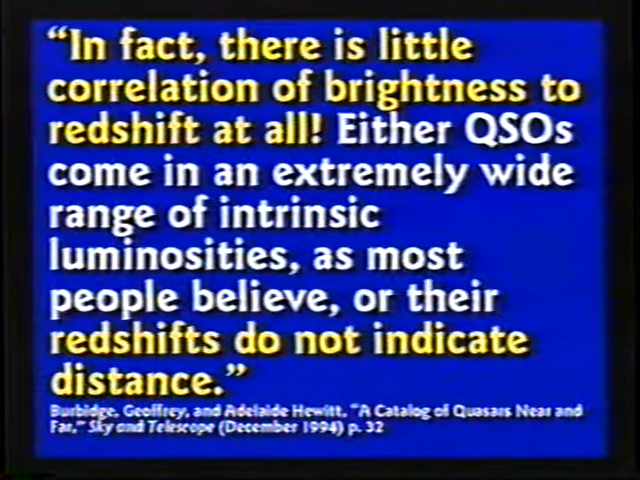 “In fact, there is little
correlation of brightness to
redshift at all! Either QSOs
come in an extremely wide
range of intrinsic
luminosities, as most
people believe, or their
redshifts do not indicate
distance.”
Burbidge, Geoffrey, and Adelaide Hewitt, “A Catalog of Quasars Near and
Far,” Sky and Telescope (December 1994) p. 32